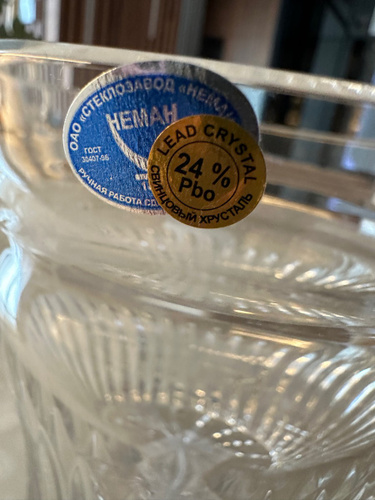 ОАО «СТЕКЛОЗАВОД «НЕМАН
НЕМАН
ГОСТ
30407-96
РУЧНАЯ РАБОТА
LEAD CRYSTAL
24 %
Pbo
СВИНЦОВЫЙ ХРУСТАЛЬ